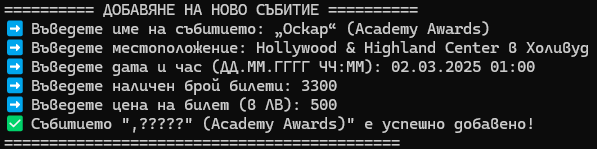 ========== ДОБАВЯНЕ НА НОВО СЪБИТИЕ ==========
➡️ Въведете име на събитието: „Оскар“ (Academy Awards)
➡️ Въведете местоположение: Hollywood & Highland Center в Холивуд
➡️ Въведете дата и час (ДД.ММ.ГГГГ ЧЧ:ММ): 02.03.2025 01:00
➡️ Въведете наличен брой билети: 3300
➡️ Въведете цена на билет (в ЛВ): 500
✅ Събитието ",?????" (Academy Awards)" е успешно добавено!
============================================